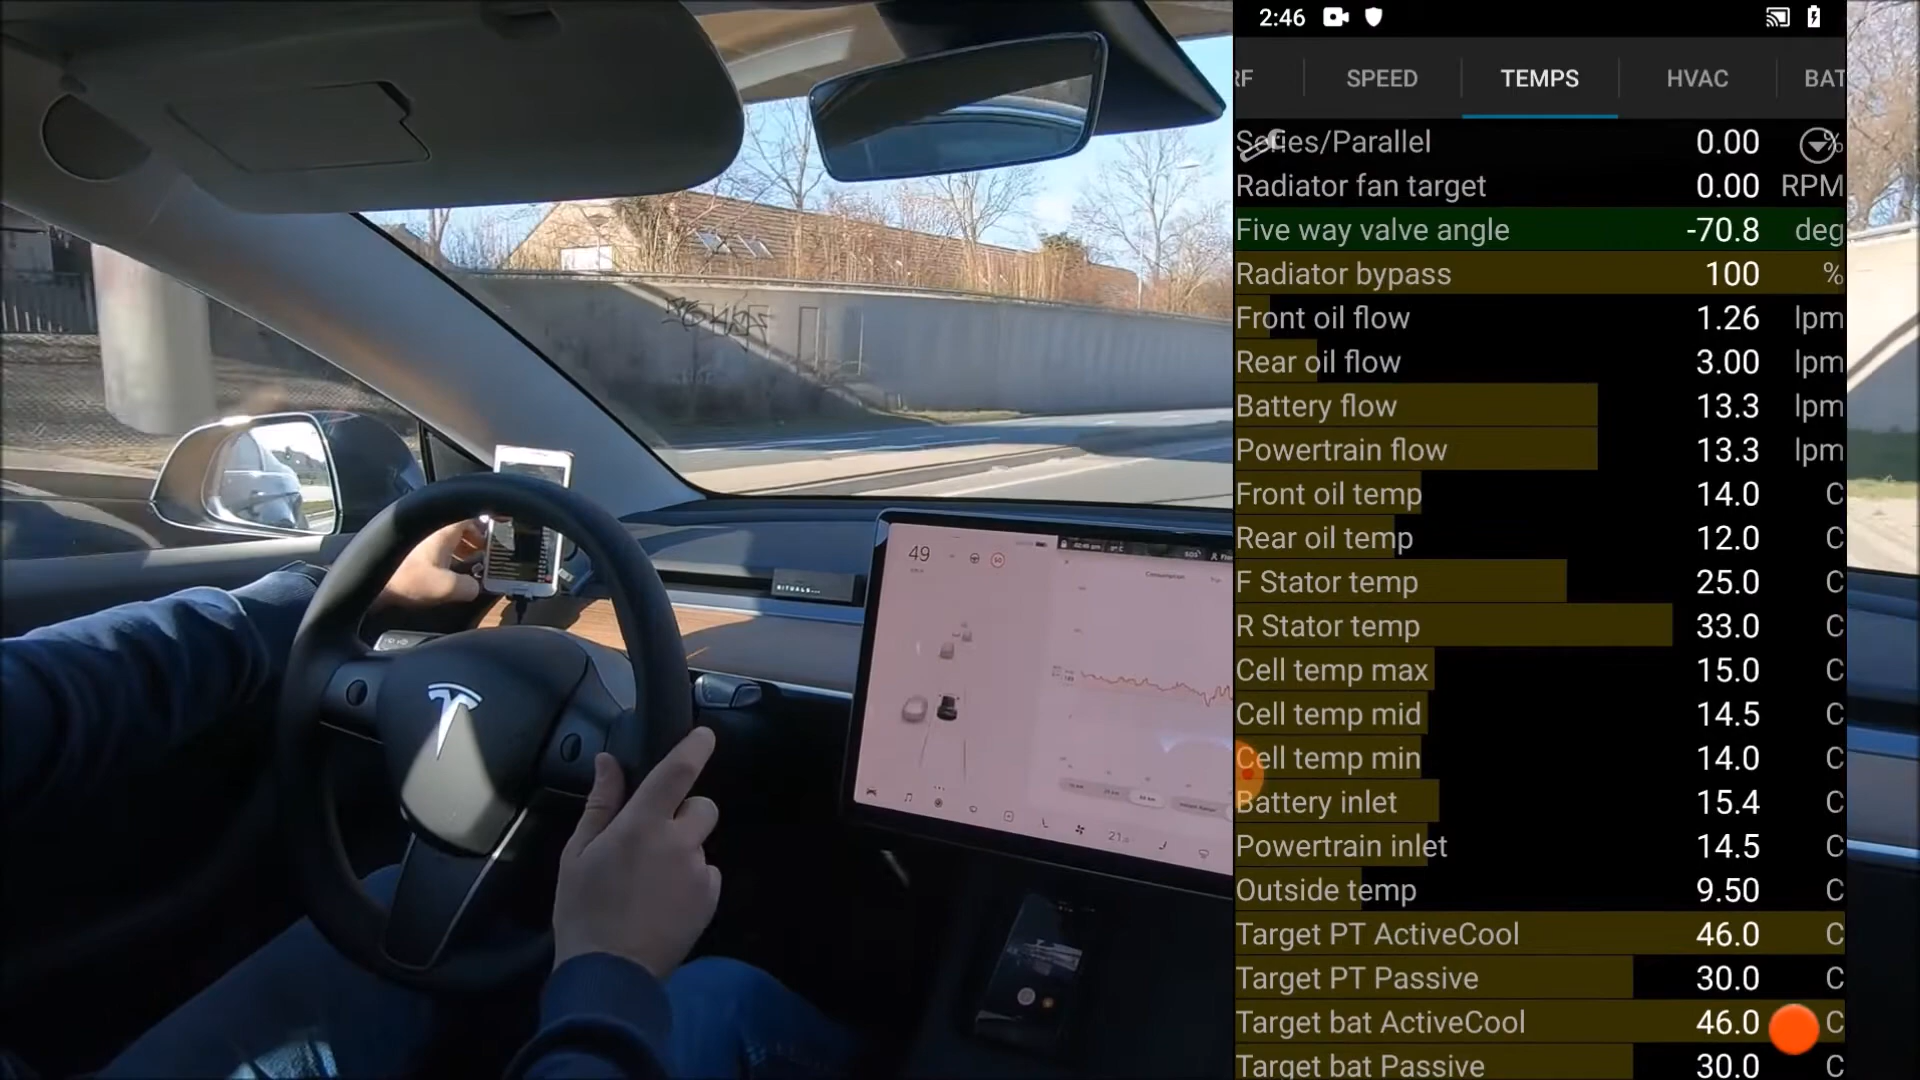 2:46
RF SPEED TEMPS HVAC BAT
Series/Parallel 0.00 %
Radiator fan target 0.00 RPM
Five way valve angle -70.8 deg
Radiator bypass 100 %
Front oil flow 1.26 lpm
Rear oil flow 3.00 lpm
Battery flow 13.3 lpm
Powertrain flow 13.3 lpm
Front oil temp 14.0 C
Rear oil temp 12.0 C
F Stator temp 25.0 C
R Stator temp 33.0 C
Cell temp max 15.0 C
Cell temp mid 14.5 C
Cell temp min 14.0 C
Battery inlet 15.4 C
Powertrain inlet 14.5 C
Outside temp 9.50 C
Target PT ActiveCool 46.0 C
Target PT Passive 30.0 C
Target bat ActiveCool 46.0 C
Target bat Passive 30.0 C
49
RITUALS...
Consumption
21.0